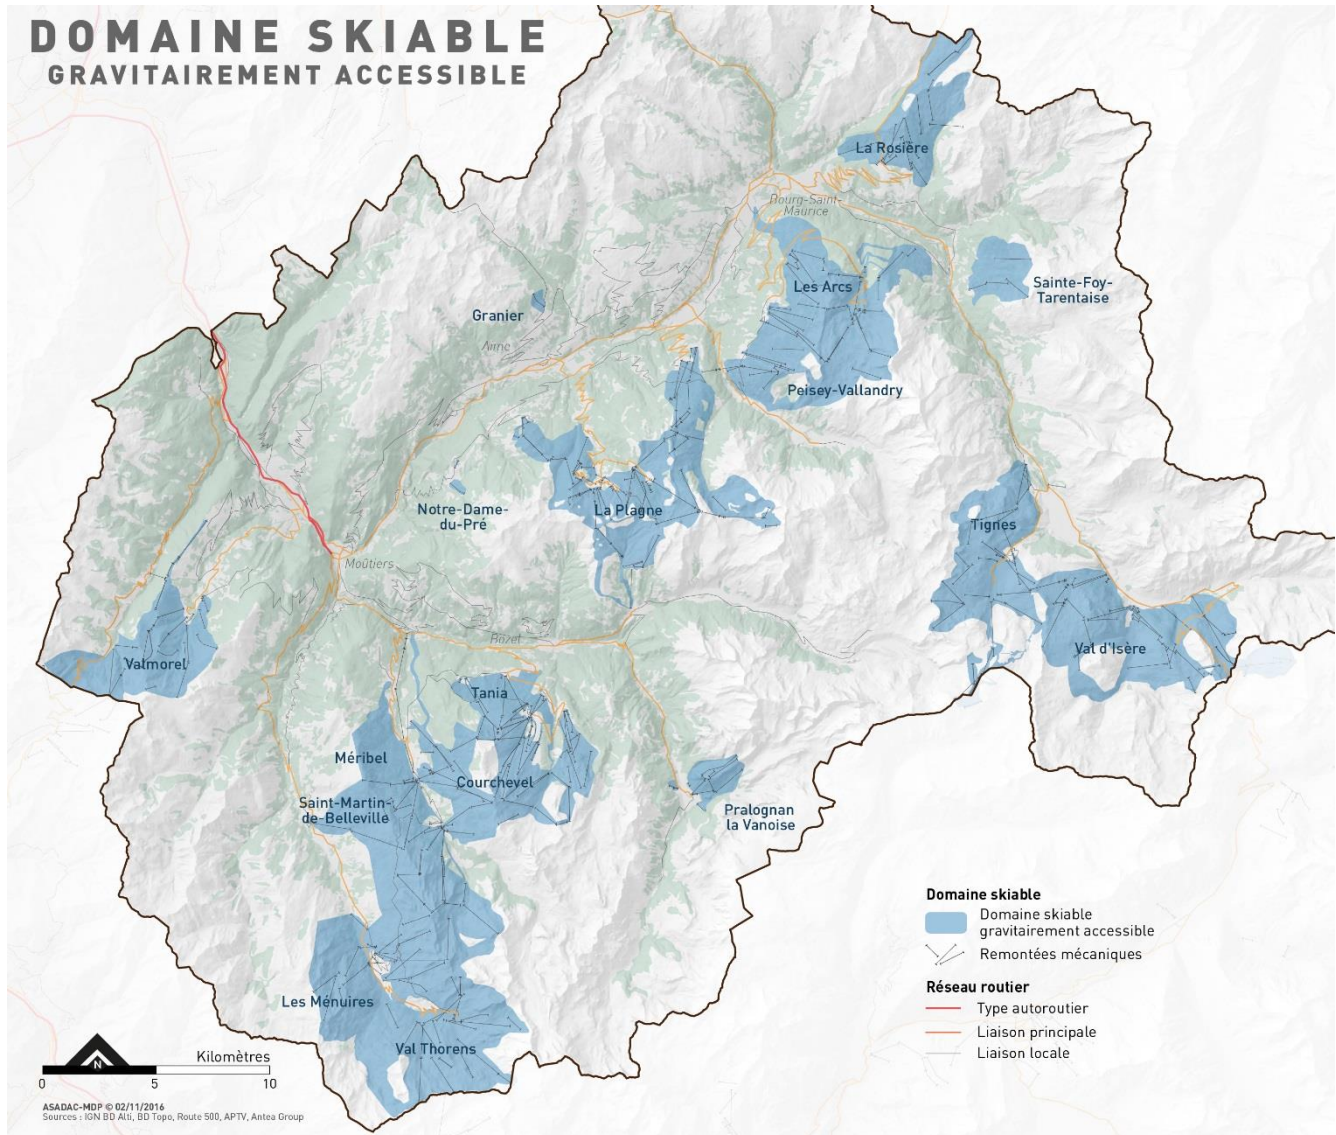 DOMAINE SKIABLE
GRAVITAIREMENT ACCESSIBLE
La Rosière
Bourg-Saint-
Maurice
Les Arcs
Sainte-Foy-
Tarentaise
Granier
Aime
Peisey-Vallandry
Notre-Dame-
du-Pré
La Plagne
Tignes
Moûtiers
Bozel
Valmorel
Val d'Isère
Tania
Méribel
Courchevel
Saint-Martin-
de-Belleville
Pralognan
la Vanoise
Les Ménuires
Val Thorens
Domaine skiable
Domaine skiable
gravitairement accessible
Remontées mécaniques
Réseau routier
Type autoroutier
Liaison principale
Liaison locale
N
Kilomètres
0 5 10
ASADAC-MDP © 02/11/2016
Sources : IGN BD Alti, BD Topo, Route 500, APTV, Antea Group